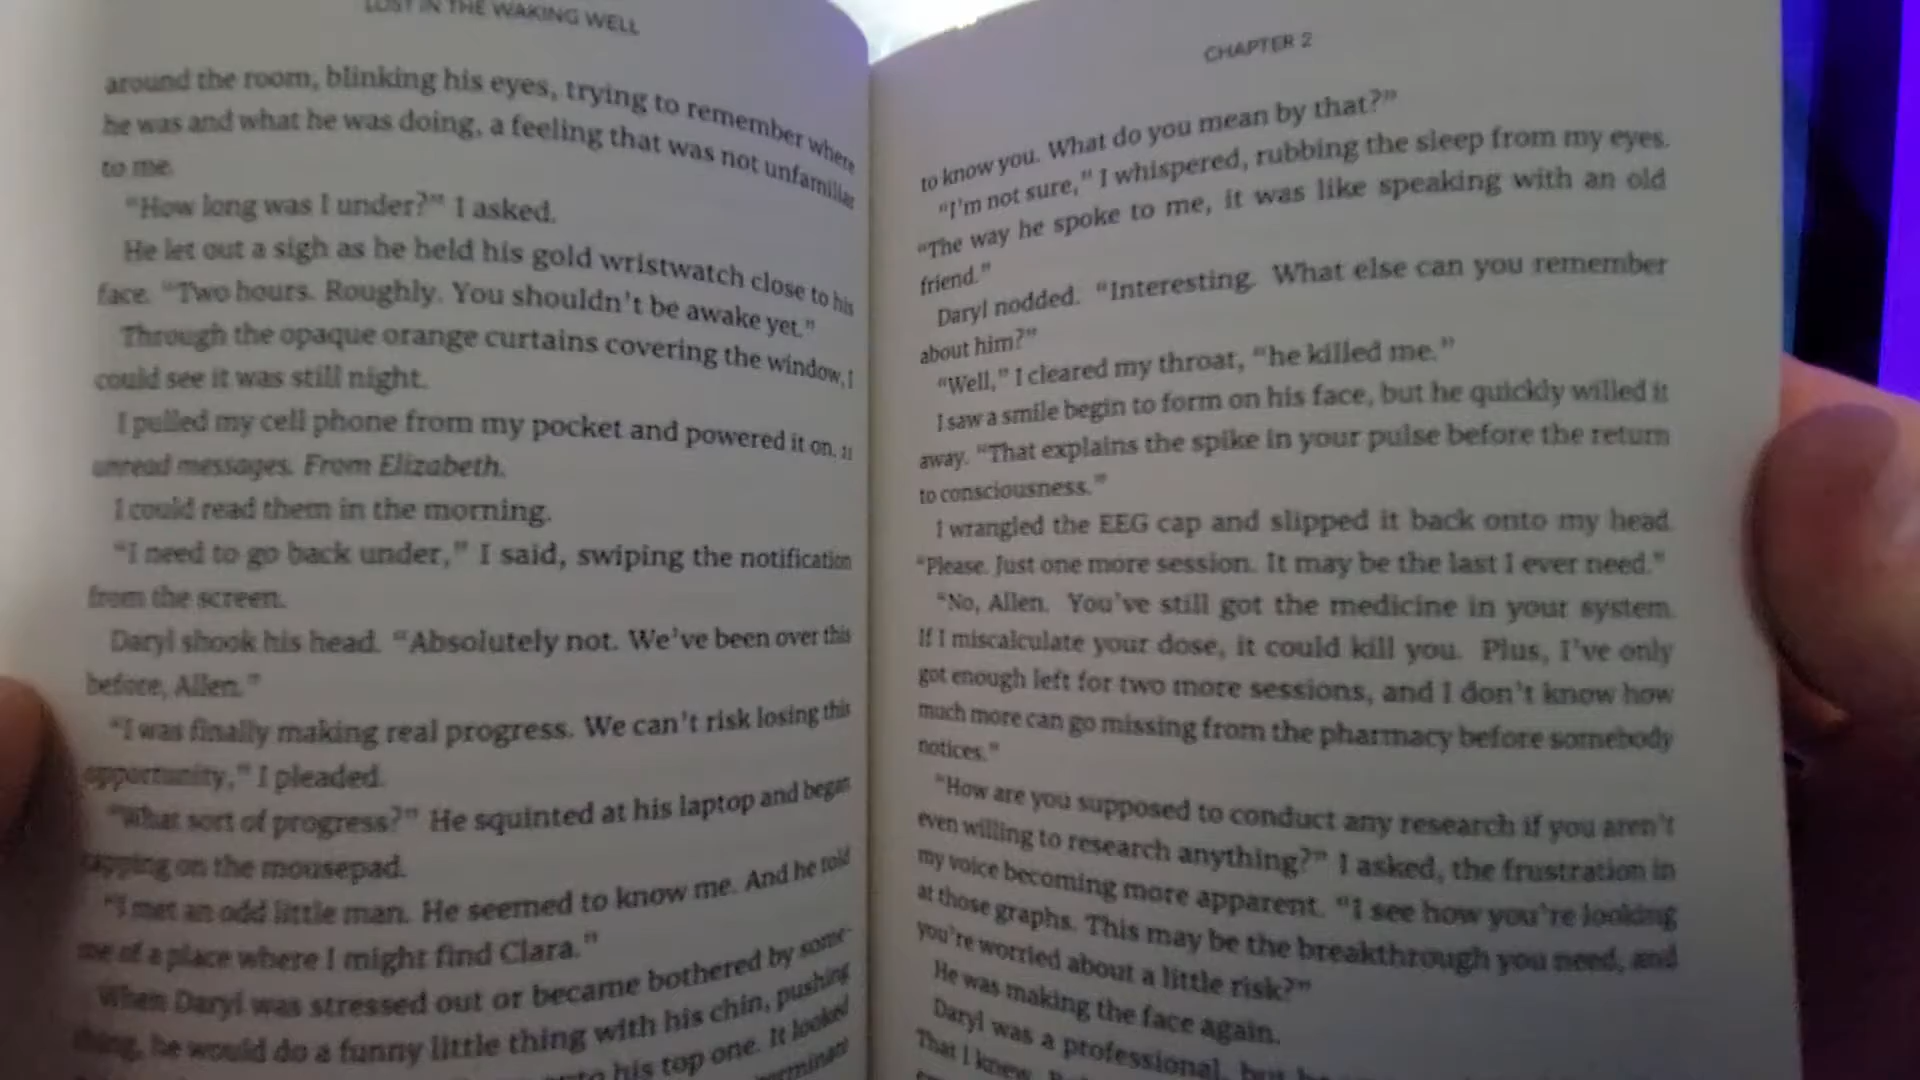 LOST IN THE WAKING WELL
around the room, blinking his eyes, trying to remember where
he was and what he was doing, a feeling that was not unfamiliar
to me.
“How long was I under?” I asked.
He let out a sigh as he held his gold wristwatch close to his
face. “Two hours. Roughly. You shouldn’t be awake yet.”
Through the opaque orange curtains covering the window, I
could see it was still night.
I pulled my cell phone from my pocket and powered it on. 11
unread messages. From Elizabeth.
I could read them in the morning.
“I need to go back under,” I said, swiping the notification
from the screen.
Daryl shook his head. “Absolutely not. We’ve been over this
before, Allen.”
“I was finally making real progress. We can’t risk losing this
opportunity,” I pleaded.
“What sort of progress?” He squinted at his laptop and began
tapping on the mousepad.
“I met an odd little man. He seemed to know me. And he told
me of a place where I might find Clara.”
When Daryl was stressed out or became bothered by some-
thing, he would do a funny little thing with his chin, pushing
his top one. It looked
CHAPTER 2
to know you. What do you mean by that?”
“I’m not sure,” I whispered, rubbing the sleep from my eyes.
“The way he spoke to me, it was like speaking with an old
friend.”
Daryl nodded. “Interesting. What else can you remember
about him?”
“Well,” I cleared my throat, “he killed me.”
I saw a smile begin to form on his face, but he quickly willed it
away. “That explains the spike in your pulse before the return
to consciousness.”
I wrangled the EEG cap and slipped it back onto my head.
“Please. Just one more session. It may be the last I ever need.”
“No, Allen. You’ve still got the medicine in your system.
If I miscalculate your dose, it could kill you. Plus, I’ve only
got enough left for two more sessions, and I don’t know how
much more can go missing from the pharmacy before somebody
notices.”
“How are you supposed to conduct any research if you aren’t
even willing to research anything?” I asked, the frustration in
my voice becoming more apparent. “I see how you’re looking
at those graphs. This may be the breakthrough you need, and
you’re worried about a little risk?”
He was making the face again.
Daryl was a professional, but
That I knew.